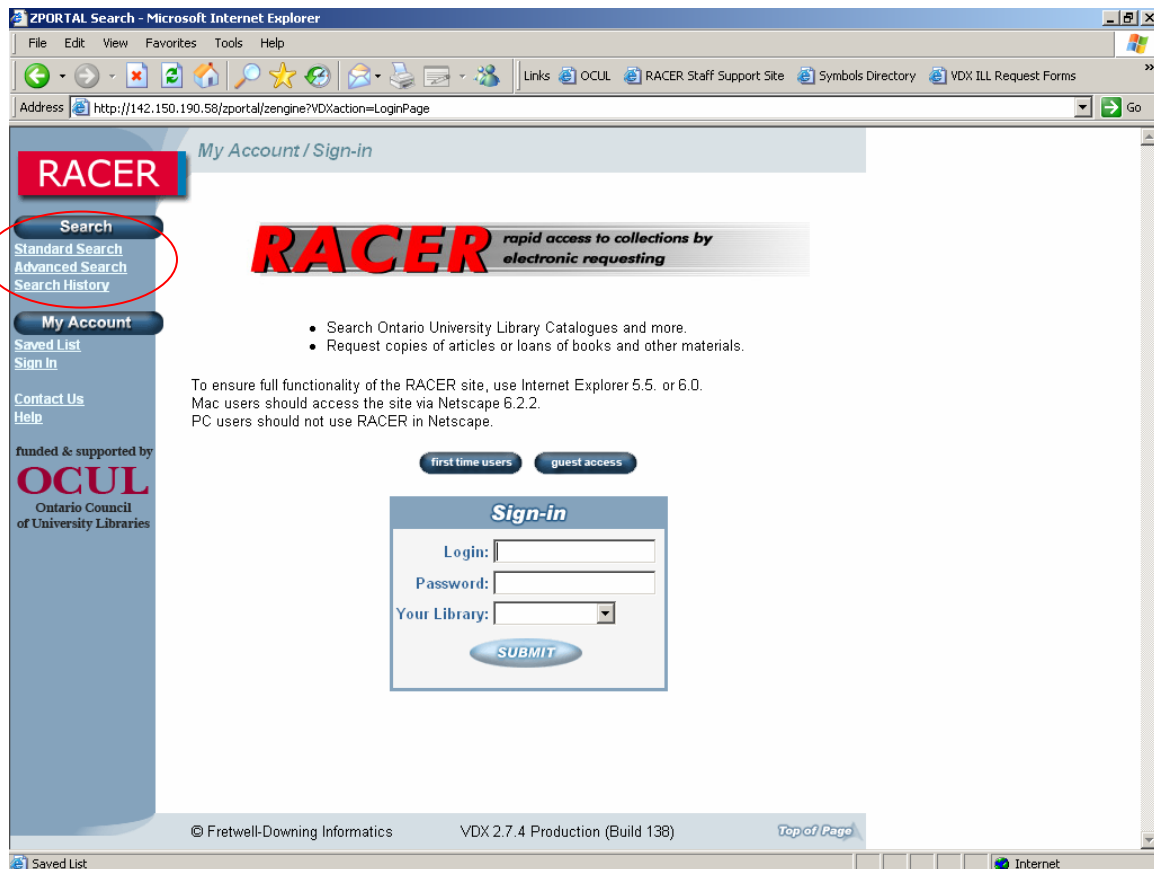 ZPORTAL Search - Microsoft Internet Explorer
File Edit View Favorites Tools Help
Links OCUL RACER Staff Support Site Symbols Directory VDX ILL Request Forms »
Address http://142.150.190.58/zportal/zengine?VDXaction=LoginPage Go
My Account / Sign-in
RACER
Search
Standard Search
Advanced Search
Search History
My Account
Saved List
Sign In
Contact Us
Help
funded & supported by
OCUL
Ontario Council
of University Libraries
RACER
rapid access to collections by
electronic requesting
• Search Ontario University Library Catalogues and more.
• Request copies of articles or loans of books and other materials.
To ensure full functionality of the RACER site, use Internet Explorer 5.5. or 6.0.
Mac users should access the site via Netscape 6.2.2.
PC users should not use RACER in Netscape.
first time users guest access
Sign-in
Login:
Password:
Your Library:
SUBMIT
© Fretwell-Downing Informatics VDX 2.7.4 Production (Build 138) Top of Page
Saved List Internet